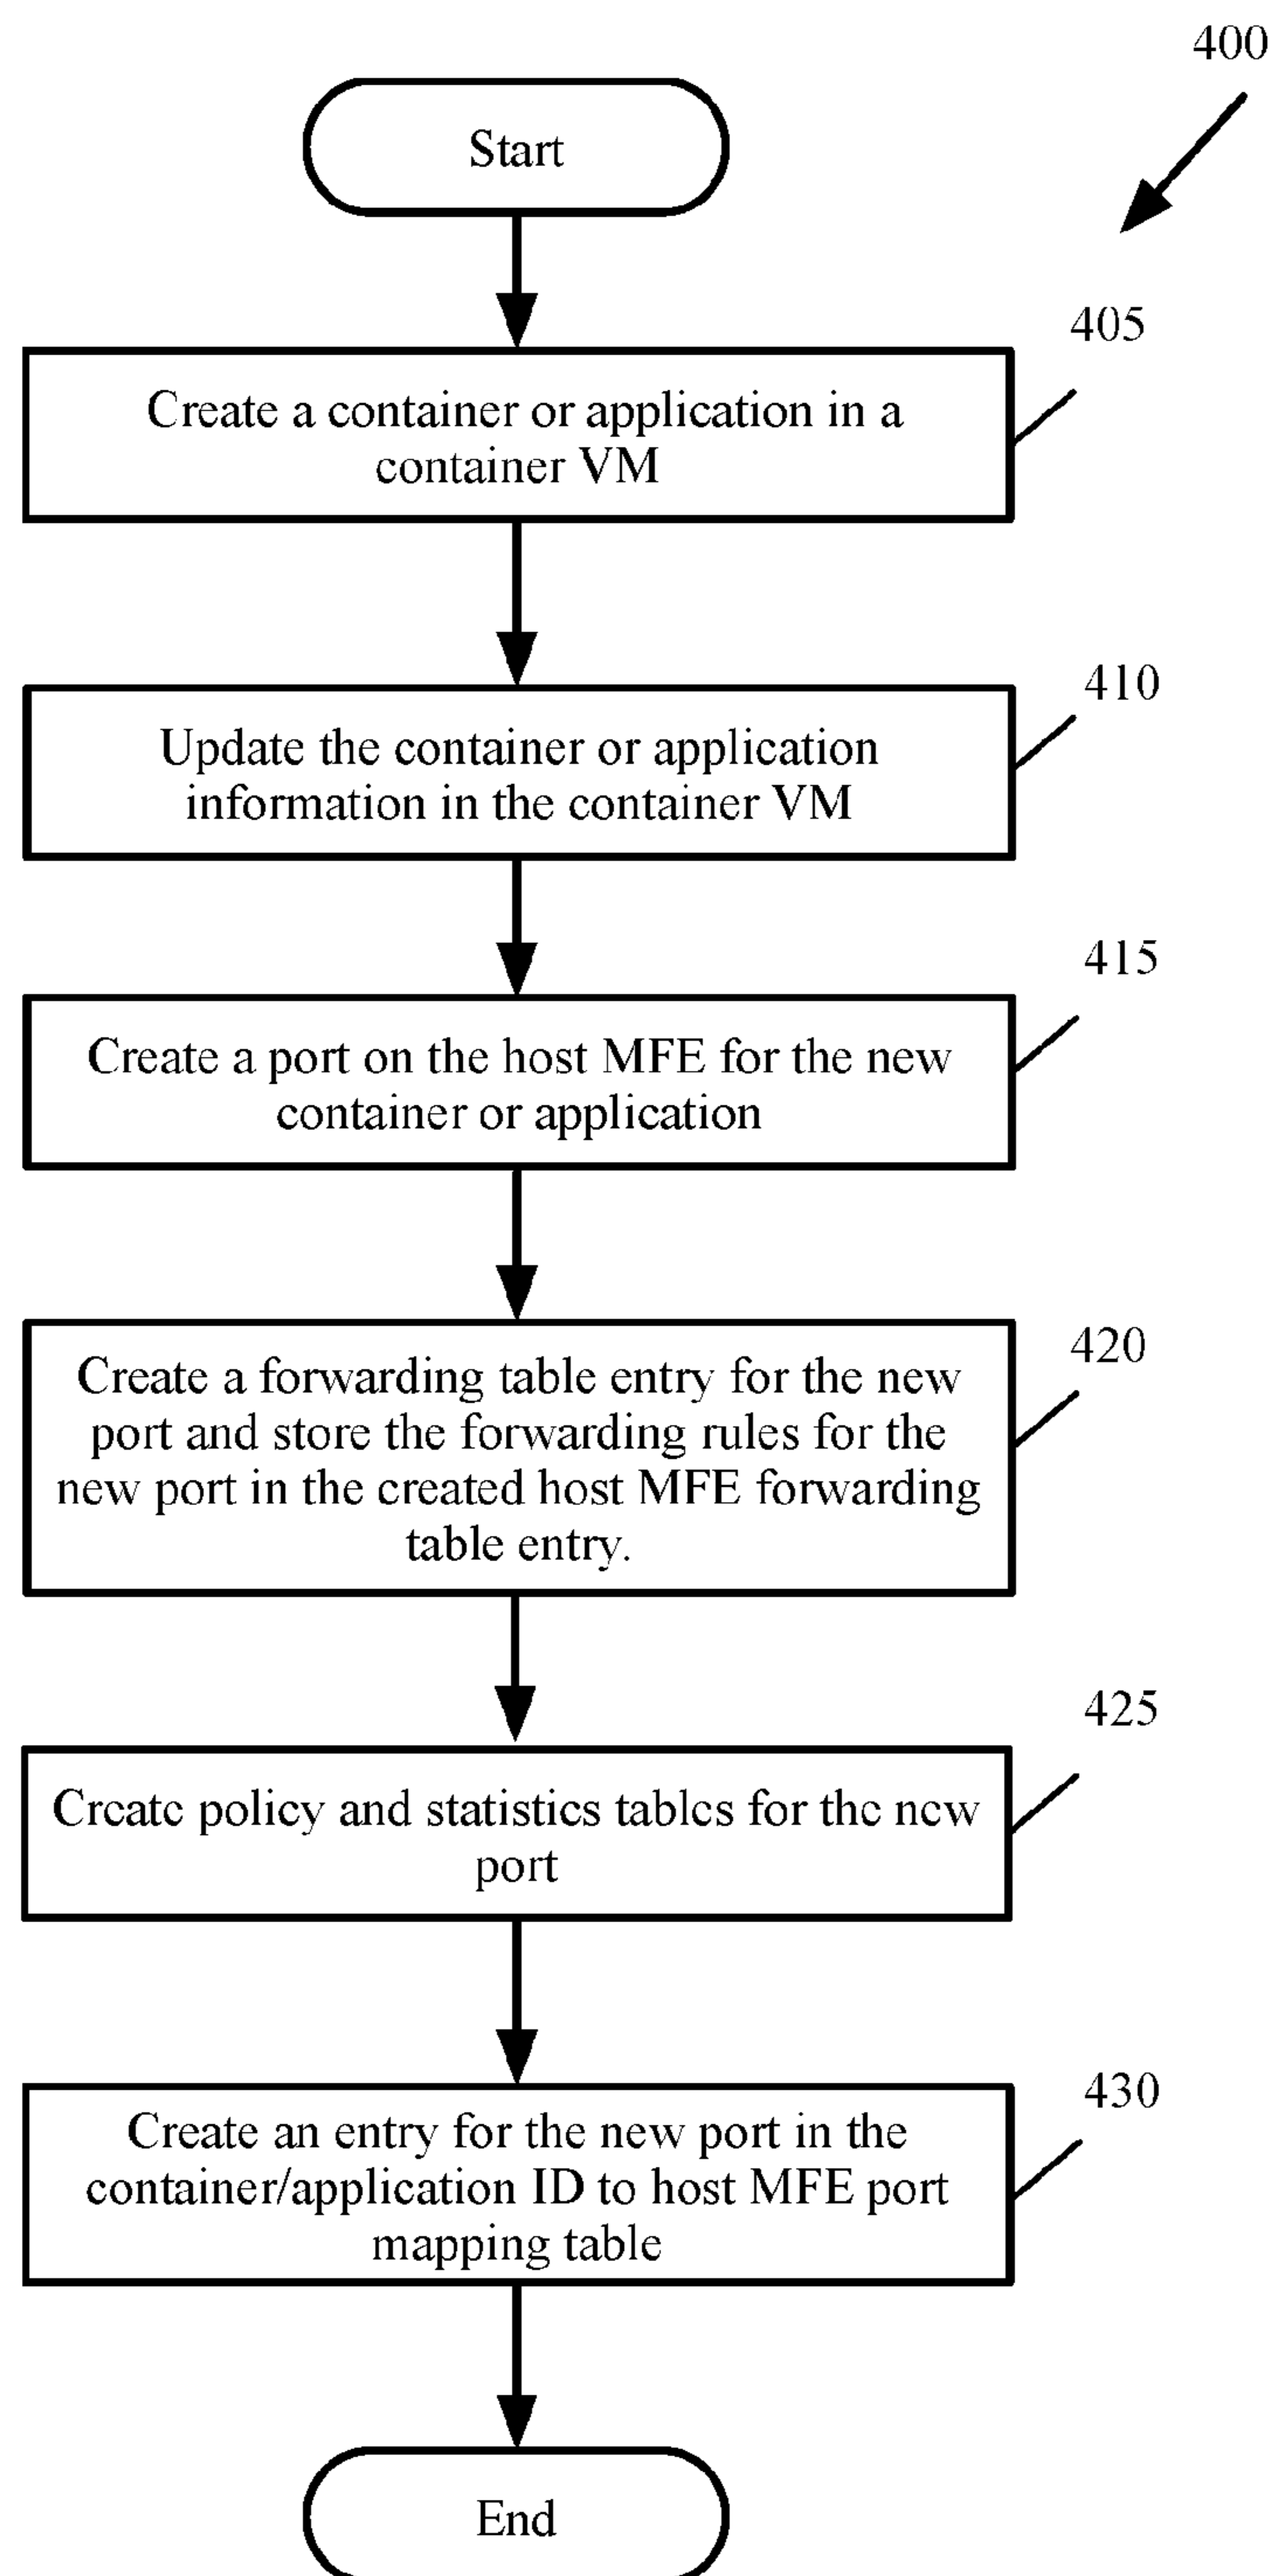 400
Start
405
Create a container or application in a
container VM
410
Update the container or application
information in the container VM
415
Create a port on the host MFE for the new
container or application
420
Create a forwarding table entry for the new
port and store the forwarding rules for the
new port in the created host MFE forwarding
table entry.
425
Create policy and statistics tables for the new
port
430
Create an entry for the new port in the
container/application ID to host MFE port
mapping table
End